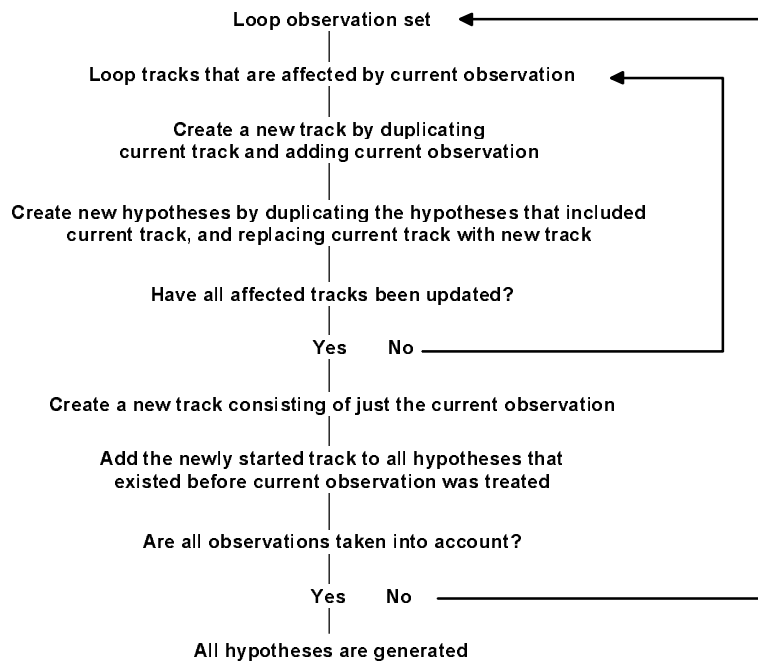 Loop observation set
Loop tracks that are affected by current observation
Create a new track by duplicating
current track and adding current observation
Create new hypotheses by duplicating the hypotheses that included
current track, and replacing current track with new track
Have all affected tracks been updated?
Yes No
Create a new track consisting of just the current observation
Add the newly started track to all hypotheses that
existed before current observation was treated
Are all observations taken into account?
Yes No
All hypotheses are generated